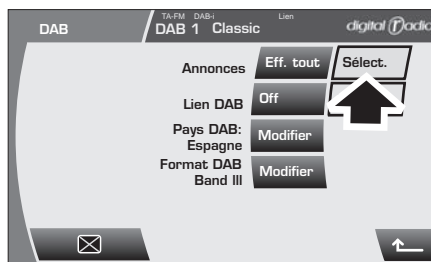 TA-FM DAB-i Lien
DAB DAB 1 Classic digital radio
Annonces Eff. tout Sélect.
Lien DAB Off
Pays DAB: Espagne Modifier
Format DAB Band III Modifier